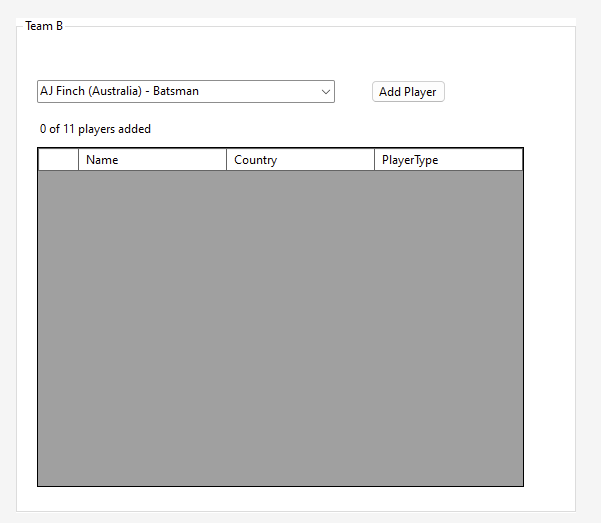 Team B
AJ Finch (Australia) - Batsman
Add Player
0 of 11 players added
Name Country PlayerType